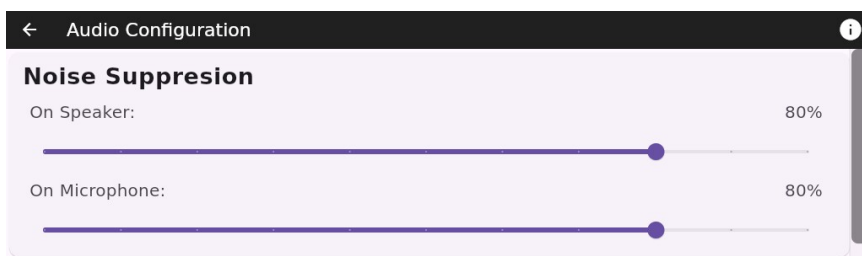 Audio Configuration
Noise Suppresion
On Speaker: 80%
On Microphone: 80%